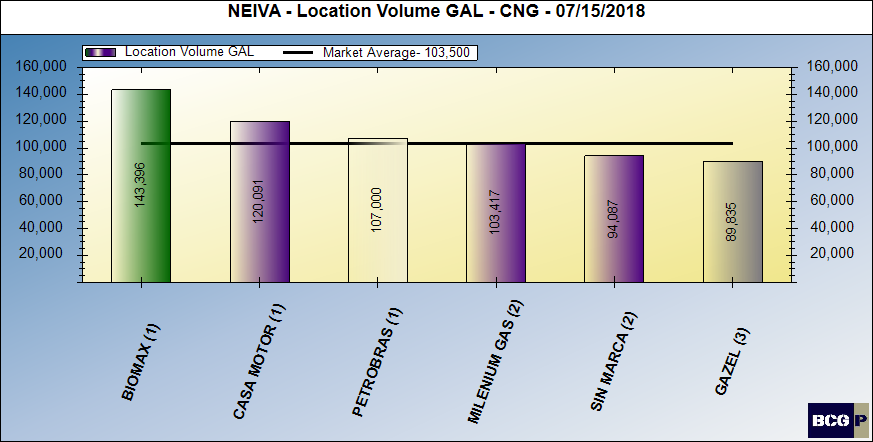 NEIVA - Location Volume GAL - CNG - 07/15/2018
Location Volume GAL
Market Average- 103,500
160,000
140,000
120,000
100,000
80,000
60,000
40,000
20,000
160,000
140,000
120,000
100,000
80,000
60,000
40,000
20,000
143,396
120,091
107,000
103,417
94,087
89,835
BIOMAX (1)
CASA MOTOR (1)
PETROBRAS (1)
MILENIUM GAS (2)
SIN MARCA (2)
GAZEL (3)
BCG P